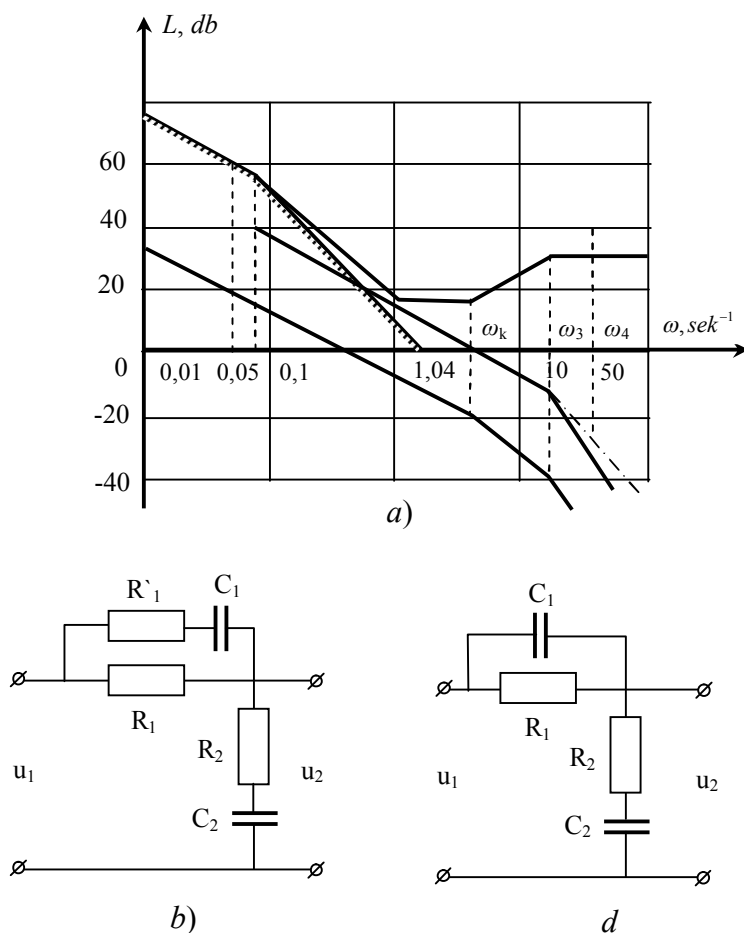 L, db
60
40
20
ωk ω3 ω4 ω, sek⁻¹
0 0,01 0,05 0,1 1,04 10 50
-20
-40
a)
R`1 C1
R1
R2
u1 u2
C2
b)
C1
R1
R2
u1 u2
C2
d